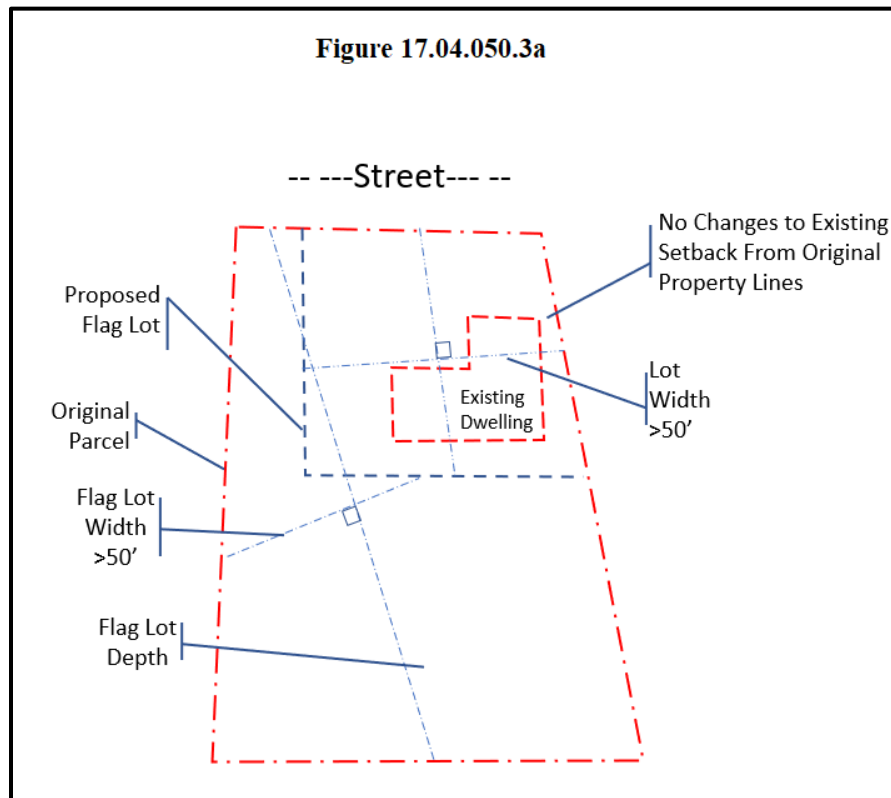 Figure 17.04.050.3a
-- ---Street--- --
No Changes to Existing
Setback From Original
Property Lines
Proposed
Flag Lot
Lot
Width
>50’
Existing
Dwelling
Original
Parcel
Flag Lot
Width
>50’
Flag Lot
Depth